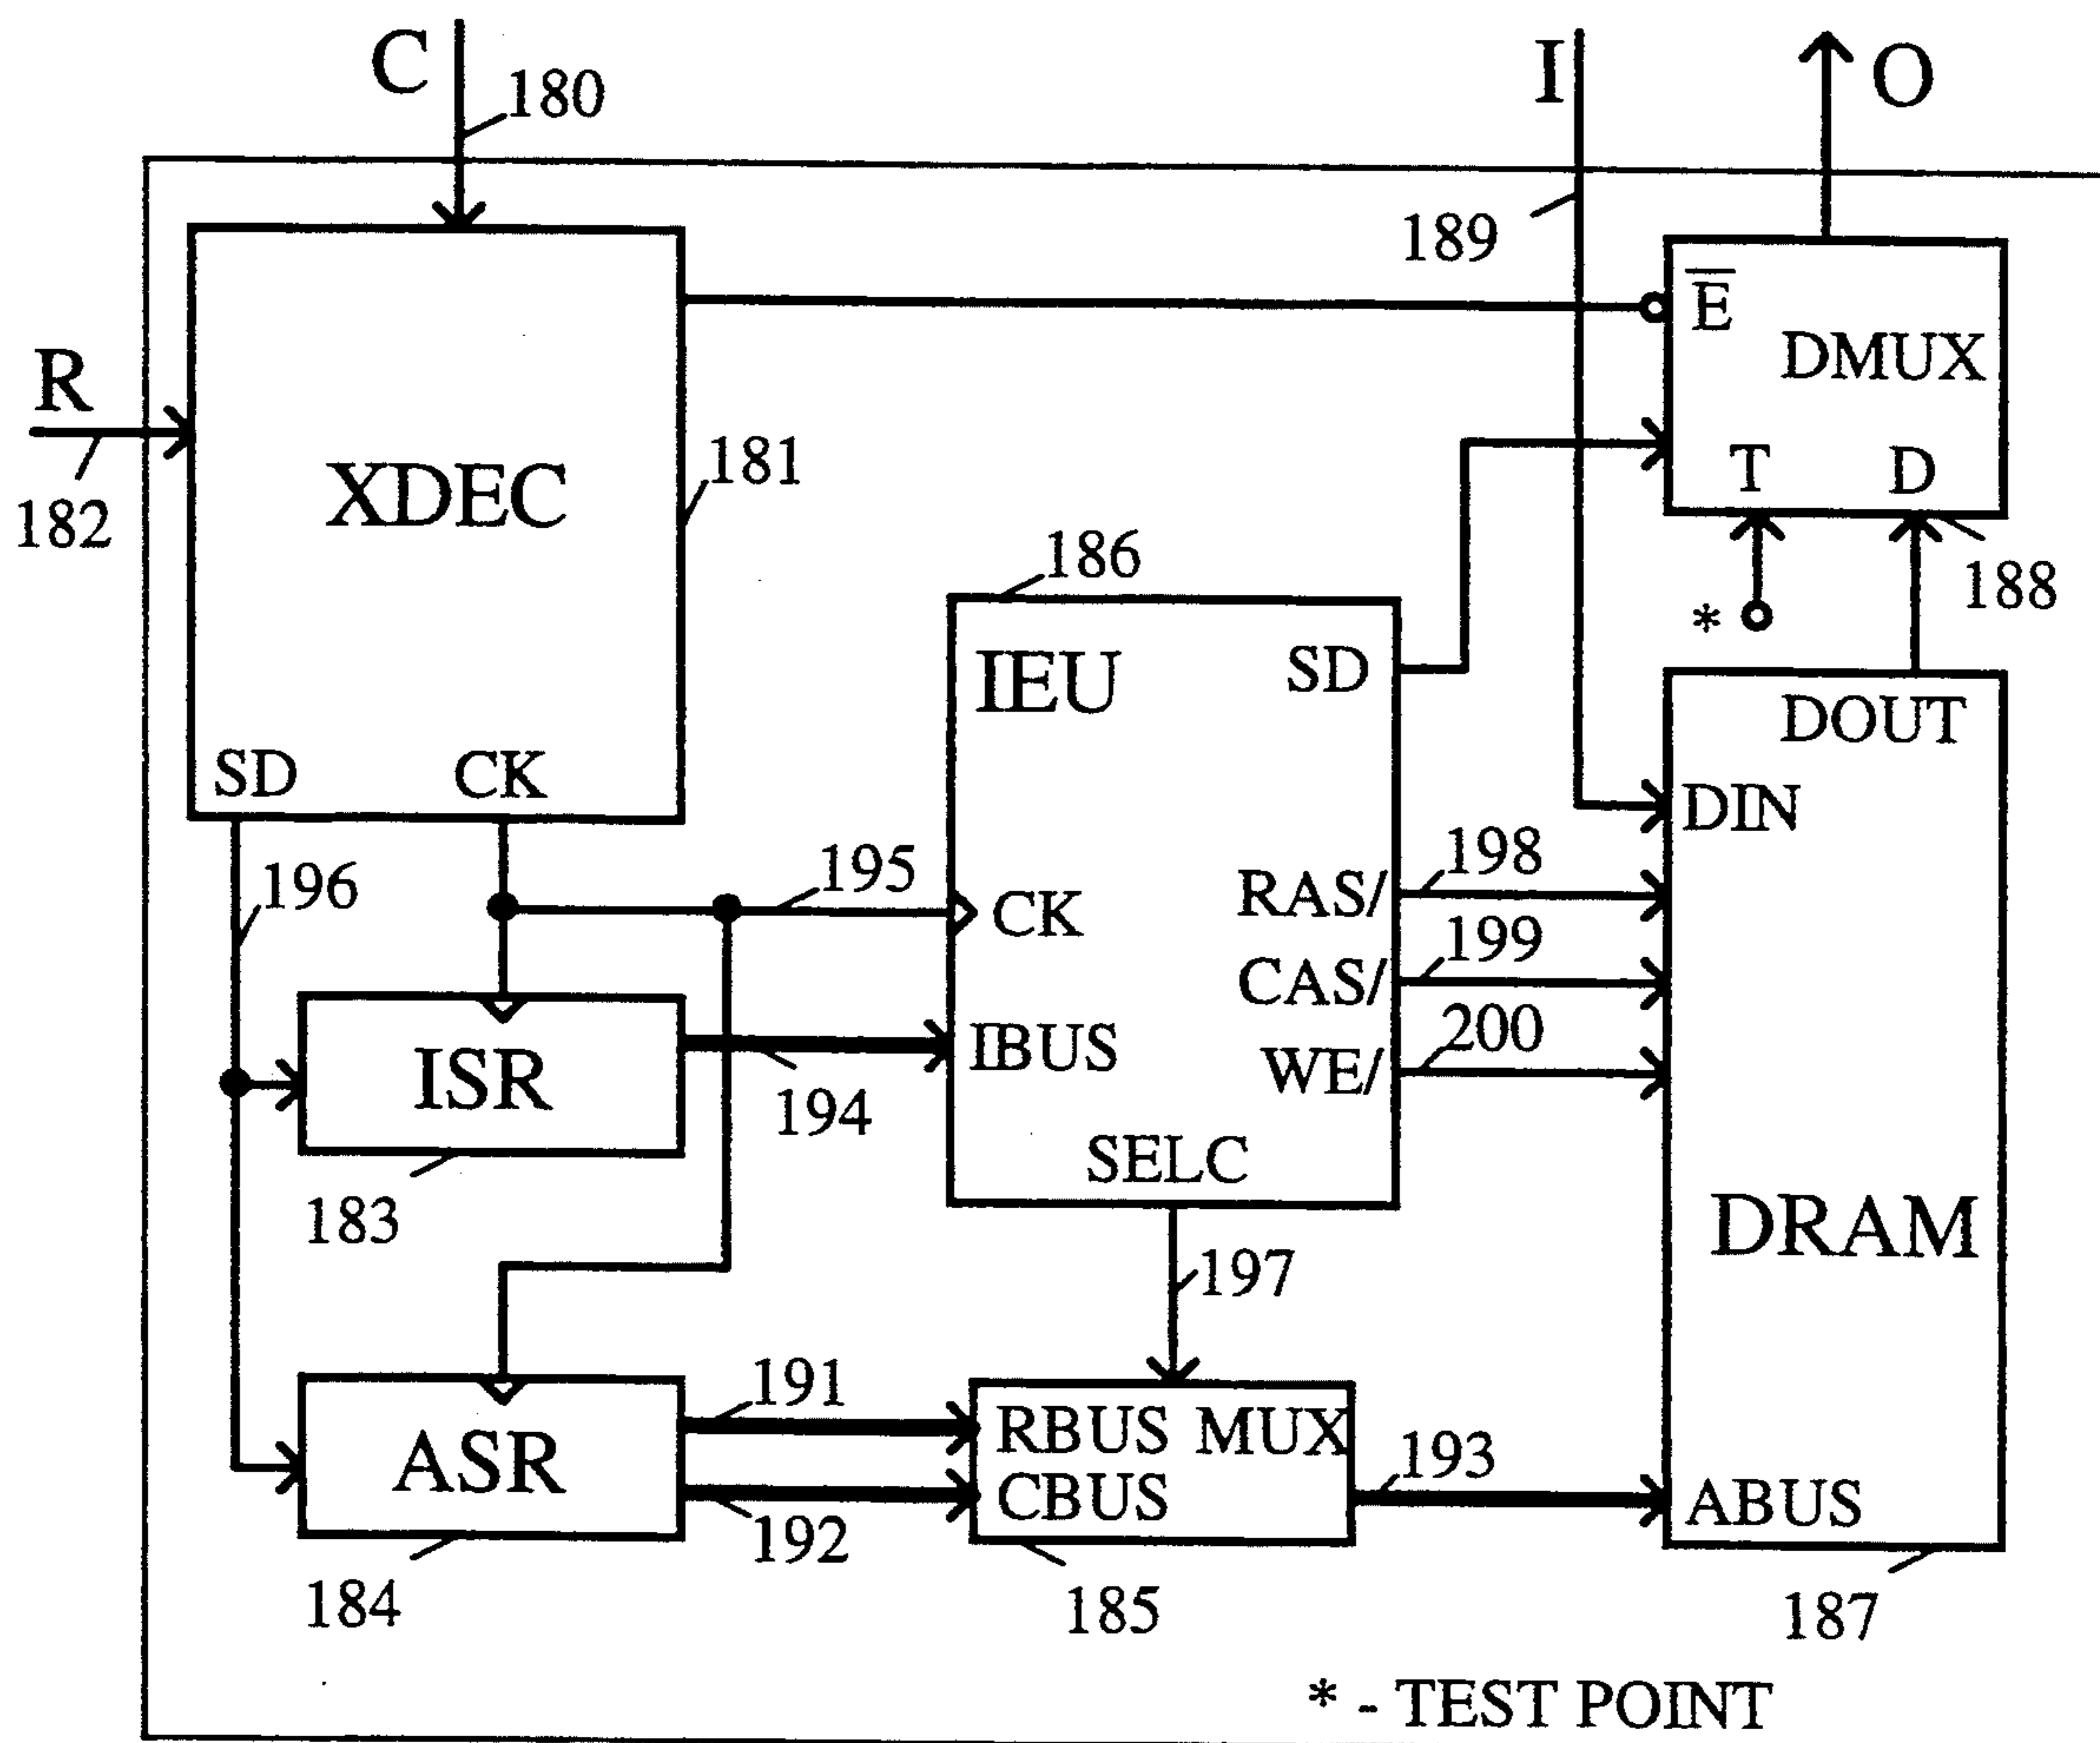 C
180
I
O
189
R
182
XDEC
181
E
DMUX
T
D
188
*
186
IEU
SD
DOUT
DIN
SD
CK
196
195
CK
RAS/
198
CAS/
199
WE/
200
ISR
183
194
IBUS
SELC
197
DRAM
ASR
184
191
192
RBUS MUX
CBUS
185
193
ABUS
187
* - TEST POINT